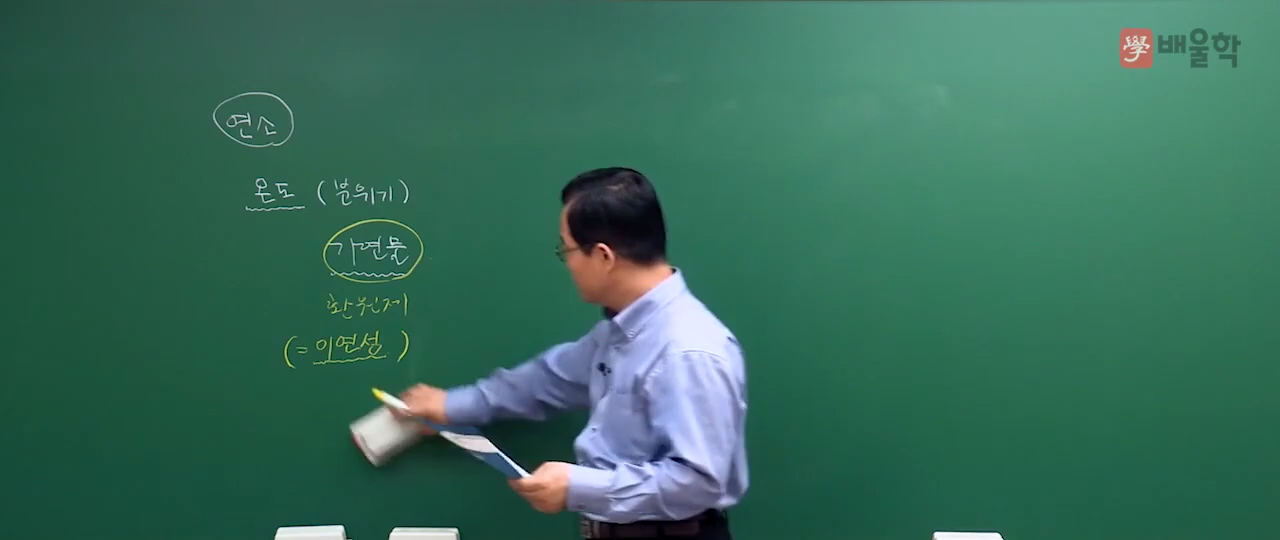 學 배울학
연소
온도 (분위기)
가연물
환원제
(= 이연성 )